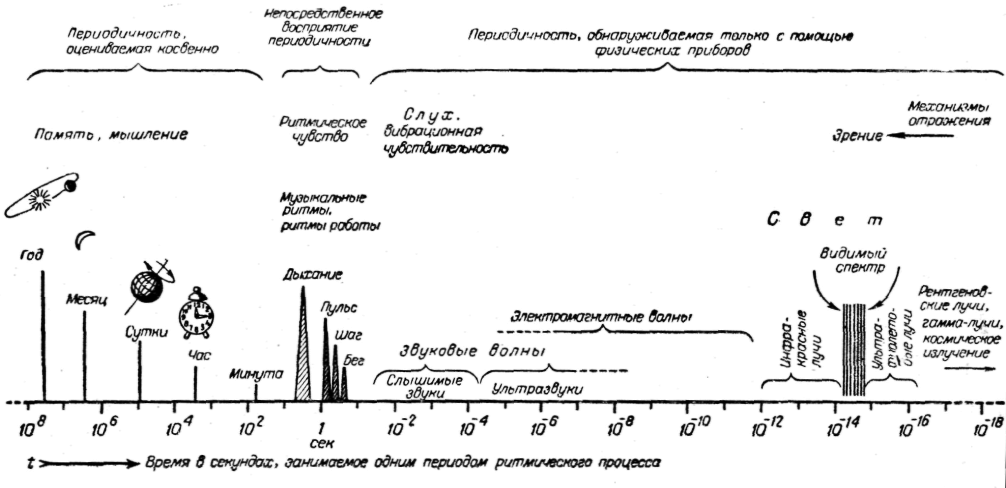 Периодичность,
оцениваемая косвенно
Непосредственное
восприятие
периодичности
Периодичность, обнаруживаемая только с помощью
физических приборов
Память, мышление
Ритмическое
чувство
Слух.
вибрационная
чувствительность
Механизмы
отражения
Зрение
Музыкальные
ритмы,
ритмы работы
Свет
Видимый
спектр
Год
Месяц
Сутки
Час
Минута
Дыхание
Пульс
Шаг
Бег
Электромагнитные волны
Звуковые волны
Слышимые
звуки
Ультразвуки
Инфра-
красные
лучи
Ультра-
фиолето-
вые лучи
Рентгенов-
ские лучи,
гамма-лучи,
космическое
излучение
10⁸ 10⁶ 10⁴ 10² 1 10⁻² 10⁻⁴ 10⁻⁶ 10⁻⁸ 10⁻¹⁰ 10⁻¹² 10⁻¹⁴ 10⁻¹⁶ 10⁻¹⁸
сек
t Время в секундах, занимаемое одним периодом ритмического процесса